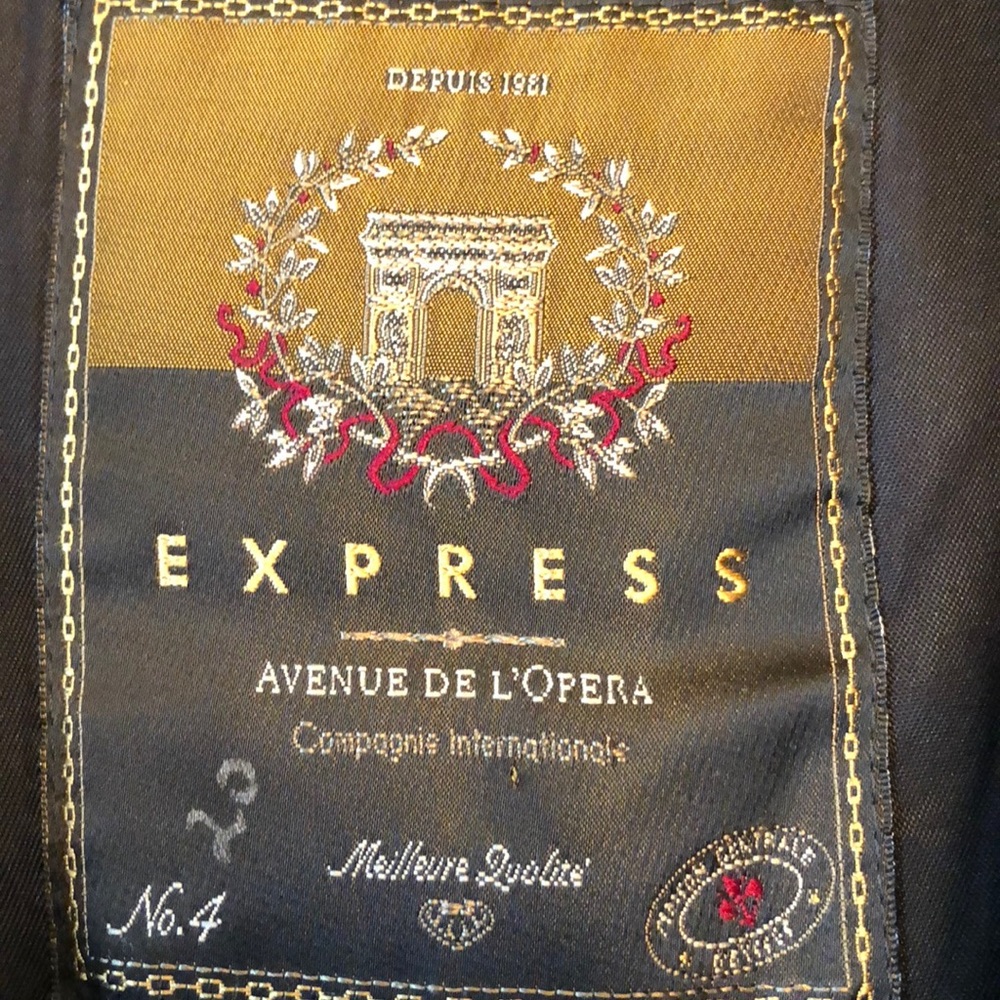 DEPUIS 1981
EXPRESS
AVENUE DE L'OPERA
Compagnie Internationale
Meilleure Qualité
No.4